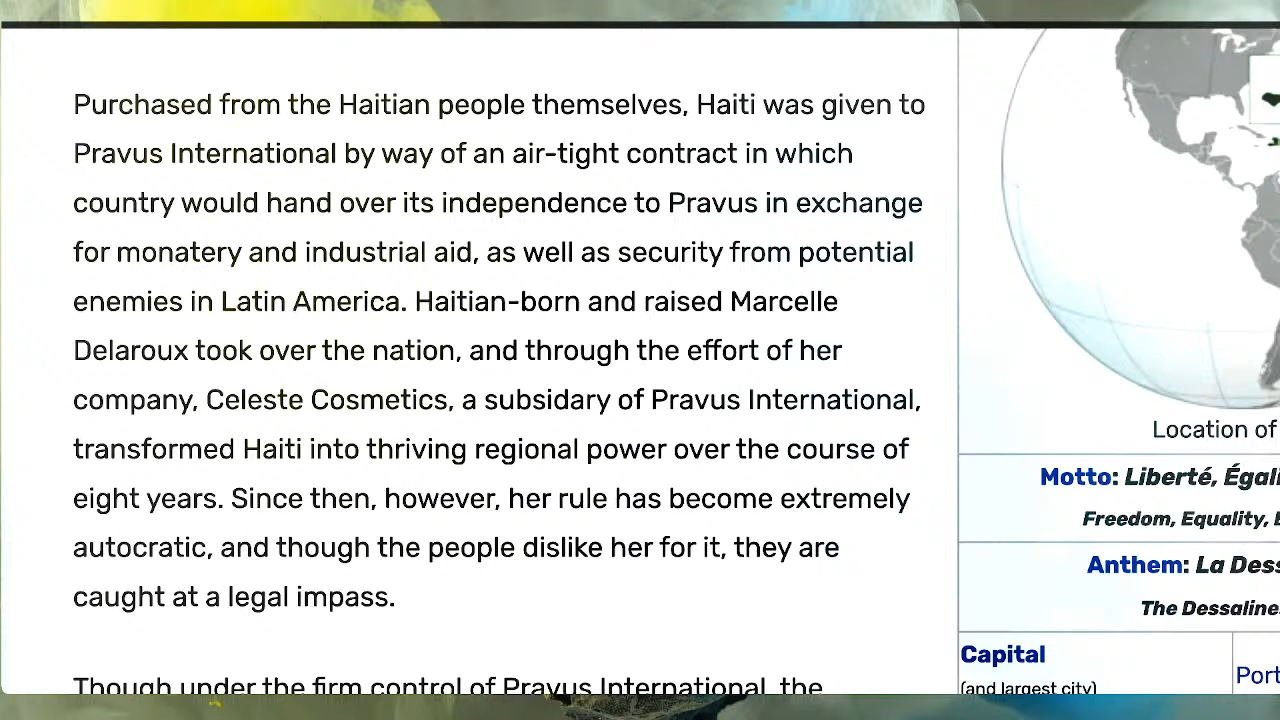 Purchased from the Haitian people themselves, Haiti was given to
Pravus International by way of an air-tight contract in which
country would hand over its independence to Pravus in exchange
for monatery and industrial aid, as well as security from potential
enemies in Latin America. Haitian-born and raised Marcelle
Delaroux took over the nation, and through the effort of her
company, Celeste Cosmetics, a subsidary of Pravus International,
transformed Haiti into thriving regional power over the course of
eight years. Since then, however, her rule has become extremely
autocratic, and though the people dislike her for it, they are
caught at a legal impass.
Though under the firm control of Pravus International, the
Location of
Motto: Liberté, Égali
Freedom, Equality,
Anthem: La Dess
The Dessaline
Capital
(and largest city)
Port